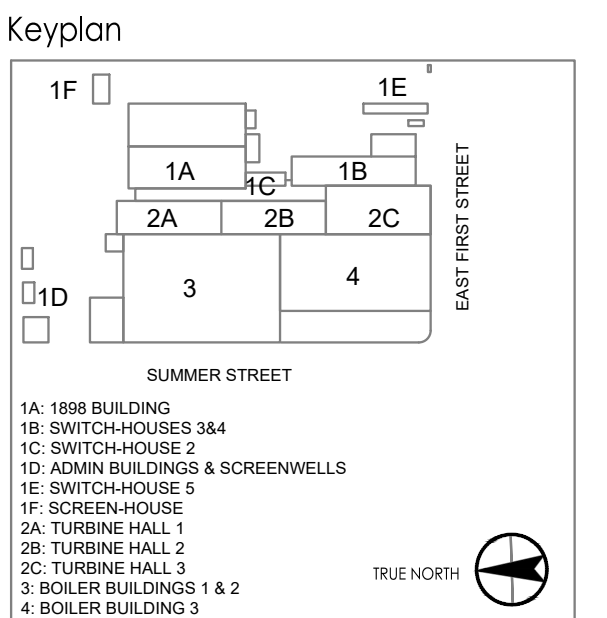 Keyplan
1F
1E
1A
1B
1C
2A
2B
2C
EAST FIRST STREET
3
4
1D
SUMMER STREET
1A: 1898 BUILDING
1B: SWITCH-HOUSES 3&4
1C: SWITCH-HOUSE 2
1D: ADMIN BUILDINGS & SCREENWELLS
1E: SWITCH-HOUSE 5
1F: SCREEN-HOUSE
2A: TURBINE HALL 1
2B: TURBINE HALL 2
2C: TURBINE HALL 3
3: BOILER BUILDINGS 1 & 2
4: BOILER BUILDING 3
TRUE NORTH